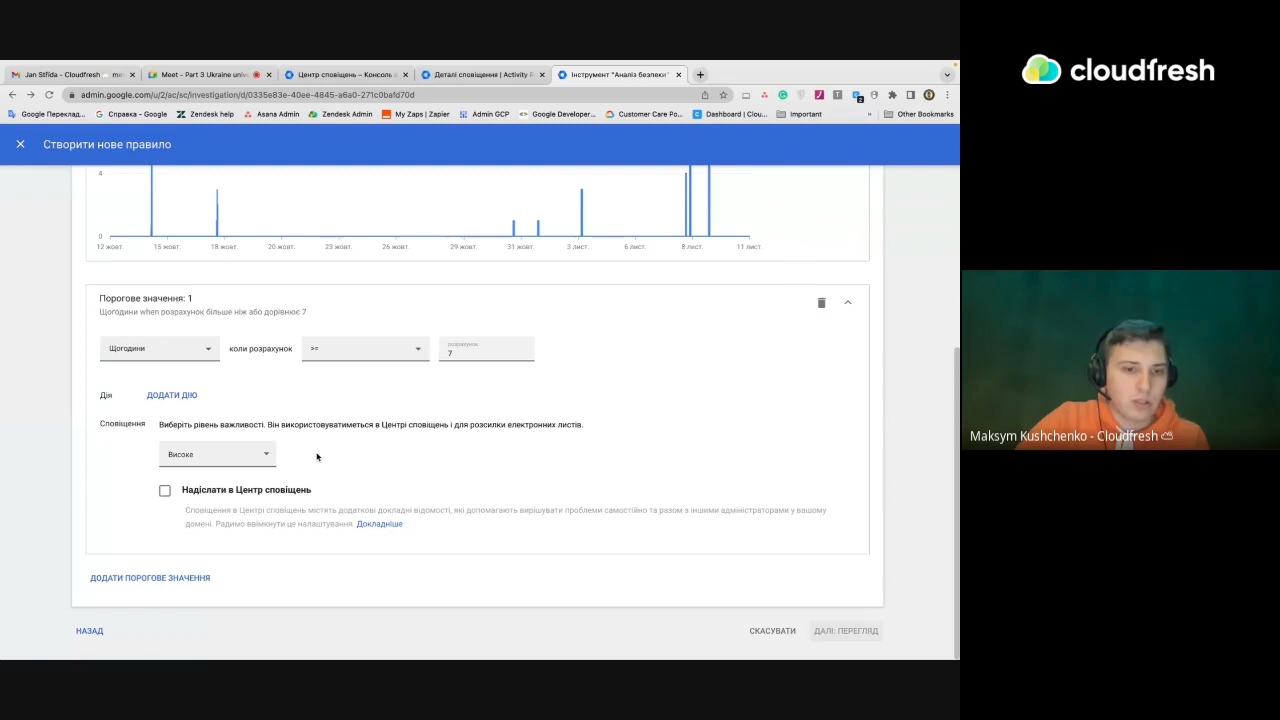 Jan Střída - Cloudfresh
Meet - Part 3 Ukraine univ
Центр сповіщень – Консоль
Деталі сповіщення | Activity R
Інструмент "Аналіз безпеки"
admin.google.com/u/2/ac/sc/investigation/d/0335e83e-40ee-4845-a6a0-271c0bafd70d
Google Переклад...
Справка - Google
Zendesk help
Asana Admin
Zendesk Admin
My Zaps | Zapier
Admin GCP
Google Developer...
Customer Care Po...
Dashboard | Clou...
Important
»
Other Bookmarks
Створити нове правило
4
0
12 жовт.
15 жовт.
18 жовт.
20 жовт.
23 жовт.
26 жовт.
29 жовт.
31 жовт.
3 лист.
6 лист.
8 лист.
11 лист.
Порогове значення: 1
Щогодини when розрахунок більше ніж або дорівнює 7
Щогодини
коли розрахунок
>=
розрахунок
7
Дія
ДОДАТИ ДІЮ
Сповіщення
Виберіть рівень важливості. Він використовуватиметься в Центрі сповіщень і для розсилки електронних листів.
Високе
Надіслати в Центр сповіщень
Сповіщення в Центрі сповіщень містять додаткові докладні відомості, які допомагають вирішувати проблеми самостійно та разом з іншими адміністраторами у вашому
домені. Радимо ввімкнути це налаштування. Докладніше
ДОДАТИ ПОРОГОВЕ ЗНАЧЕННЯ
НАЗАД
СКАСУВАТИ
ДАЛІ: ПЕРЕГЛЯД
cloudfresh
Maksym Kushchenko - Cloudfresh